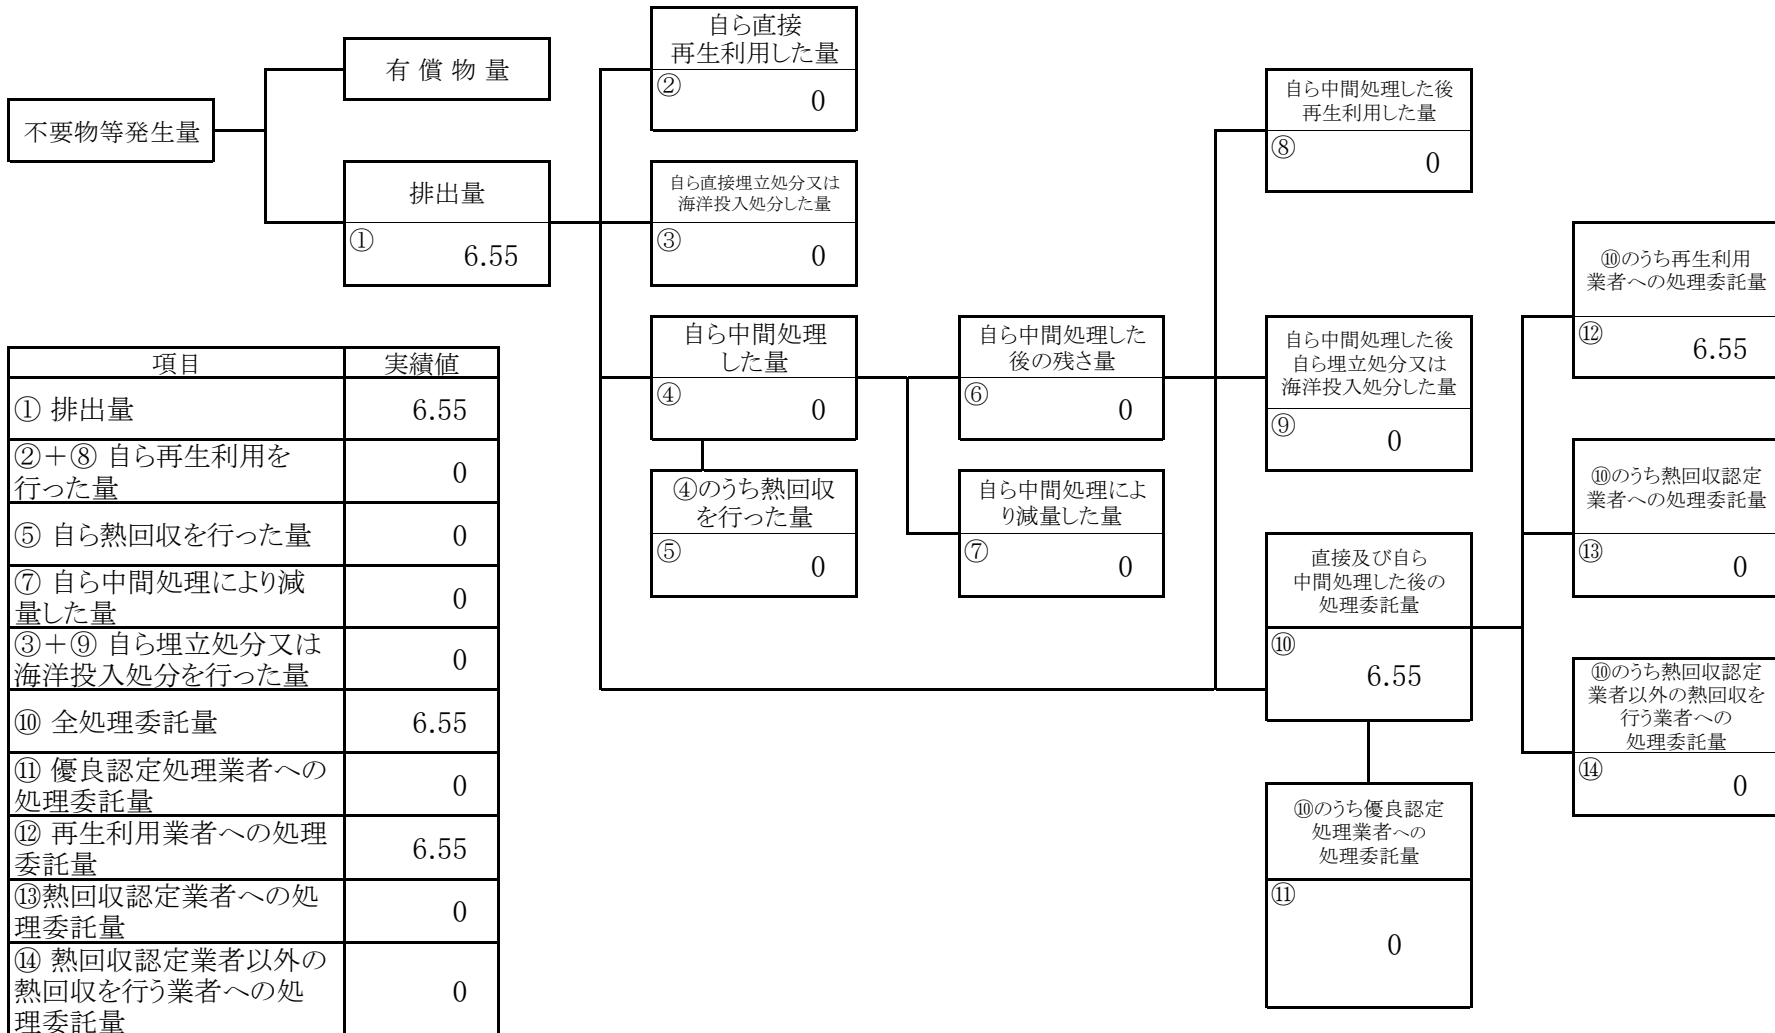 不要物等発生量
有償物量
排出量
①
6.55
自ら直接
再生利用した量
②
0
自ら直接埋立処分又は
海洋投入処分した量
③
0
自ら中間処理
した量
④
0
④のうち熱回収
を行った量
⑤
0
自ら中間処理した
後の残さ量
⑥
0
自ら中間処理によ
り減量した量
⑦
0
自ら中間処理した後
再生利用した量
⑧
0
自ら中間処理した後
自ら埋立処分又は
海洋投入処分した量
⑨
0
直接及び自ら
中間処理した後の
処理委託量
⑩
6.55
⑩のうち優良認定
処理業者への
処理委託量
⑪
0
⑩のうち再生利用
業者への処理委託量
⑫
6.55
⑩のうち熱回収認定
業者への処理委託量
⑬
0
⑩のうち熱回収認定
業者以外の熱回収を
行う業者への
処理委託量
⑭
0
項目 実績値
① 排出量 6.55
②＋⑧ 自ら再生利用を
行った量 0
⑤ 自ら熱回収を行った量 0
⑦ 自ら中間処理により減
量した量 0
③＋⑨ 自ら埋立処分又は
海洋投入処分を行った量 0
⑩ 全処理委託量 6.55
⑪ 優良認定処理業者への
処理委託量 0
⑫ 再生利用業者への処理
委託量 6.55
⑬熱回収認定業者への処
理委託量 0
⑭ 熱回収認定業者以外の
熱回収を行う業者への処
理委託量 0